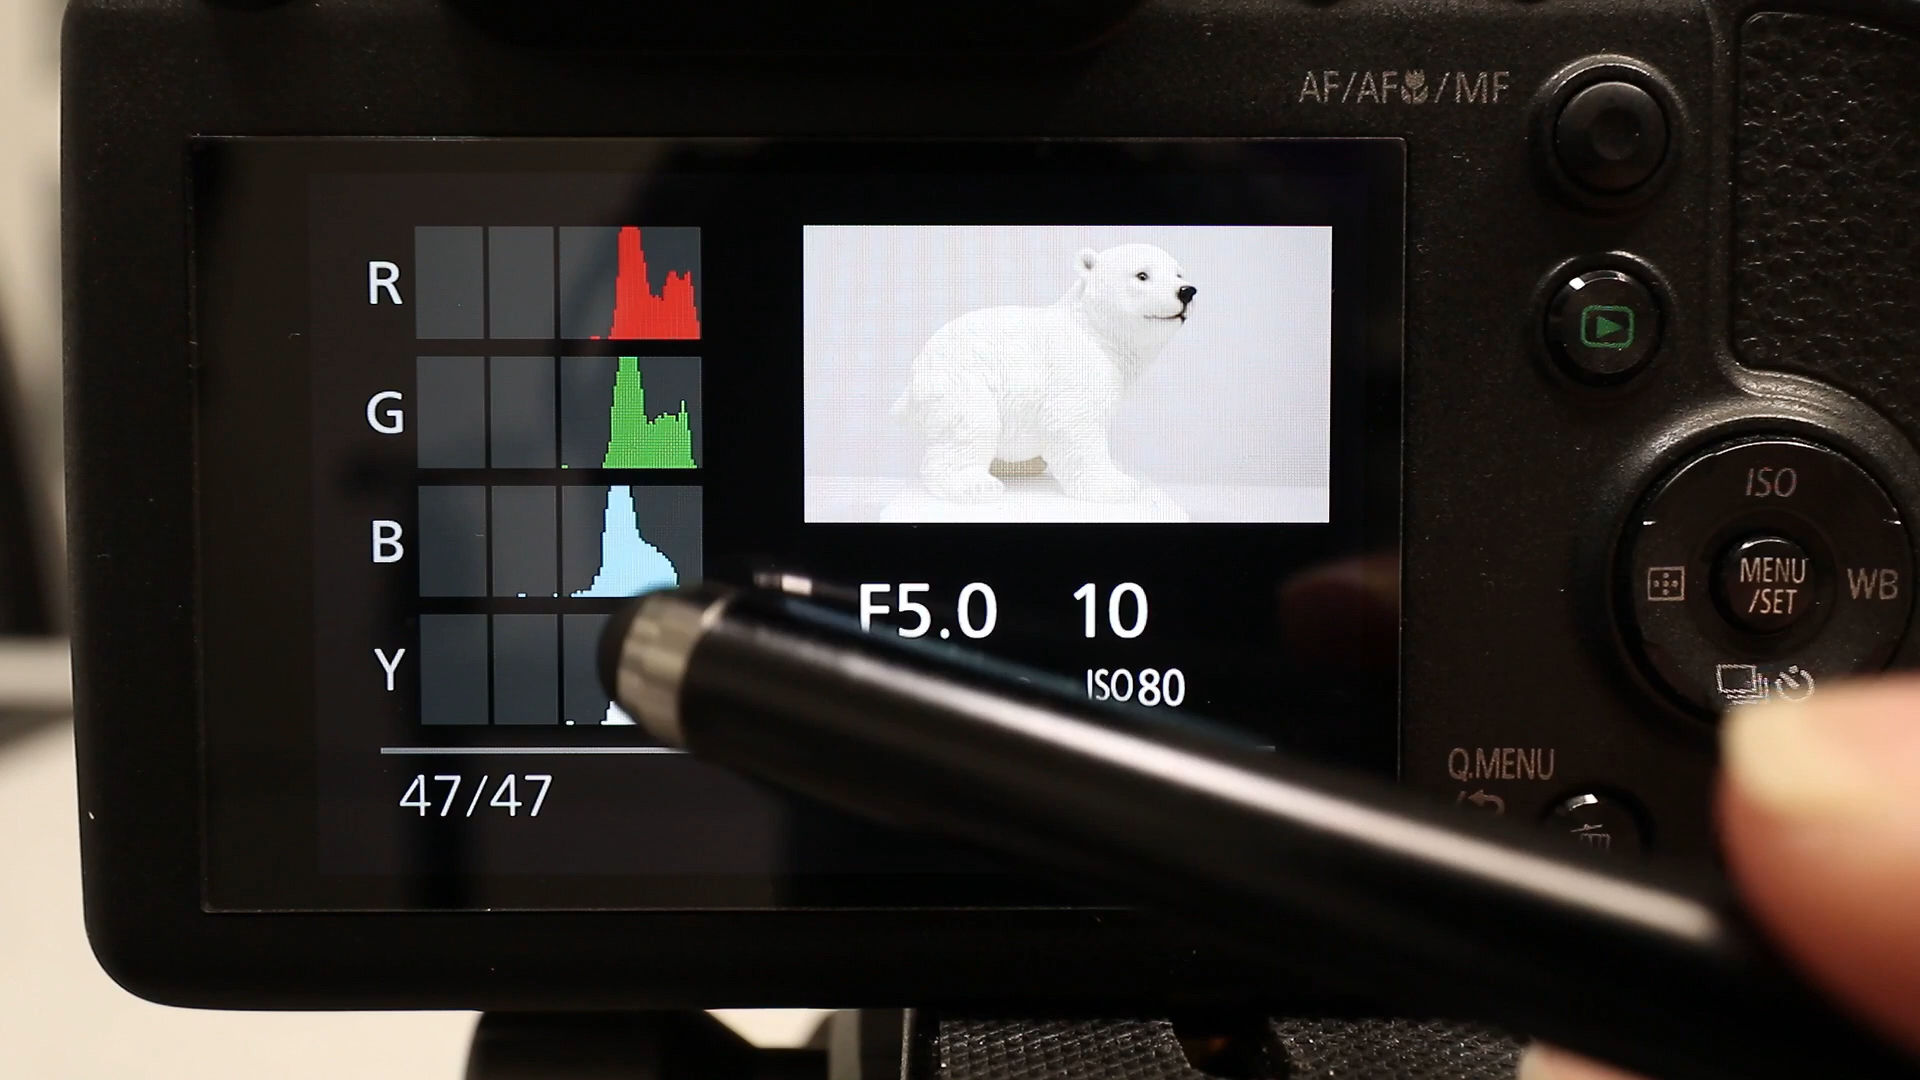 AF/AF/MF
R
G
B
Y
F5.0 10
ISO80
47/47
ISO
MENU
/SET
WB
Q.MENU